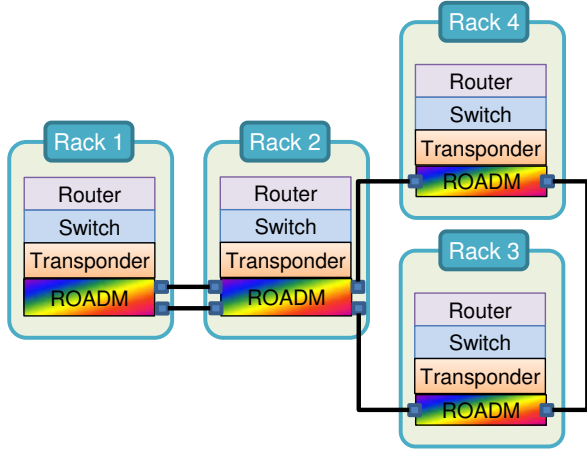 Rack 1
Router
Switch
Transponder
ROADM
Rack 2
Router
Switch
Transponder
ROADM
Rack 4
Router
Switch
Transponder
ROADM
Rack 3
Router
Switch
Transponder
ROADM